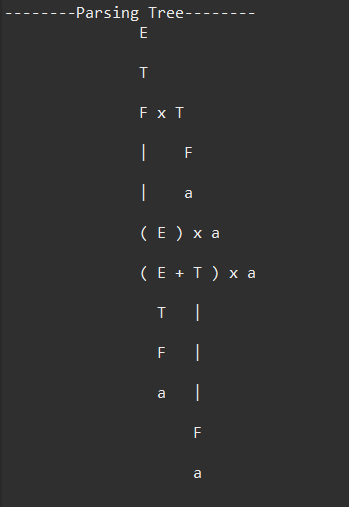 --------Parsing Tree--------
E
T
F x T
| F
| a
( E ) x a
( E + T ) x a
T |
F |
a |
F
a